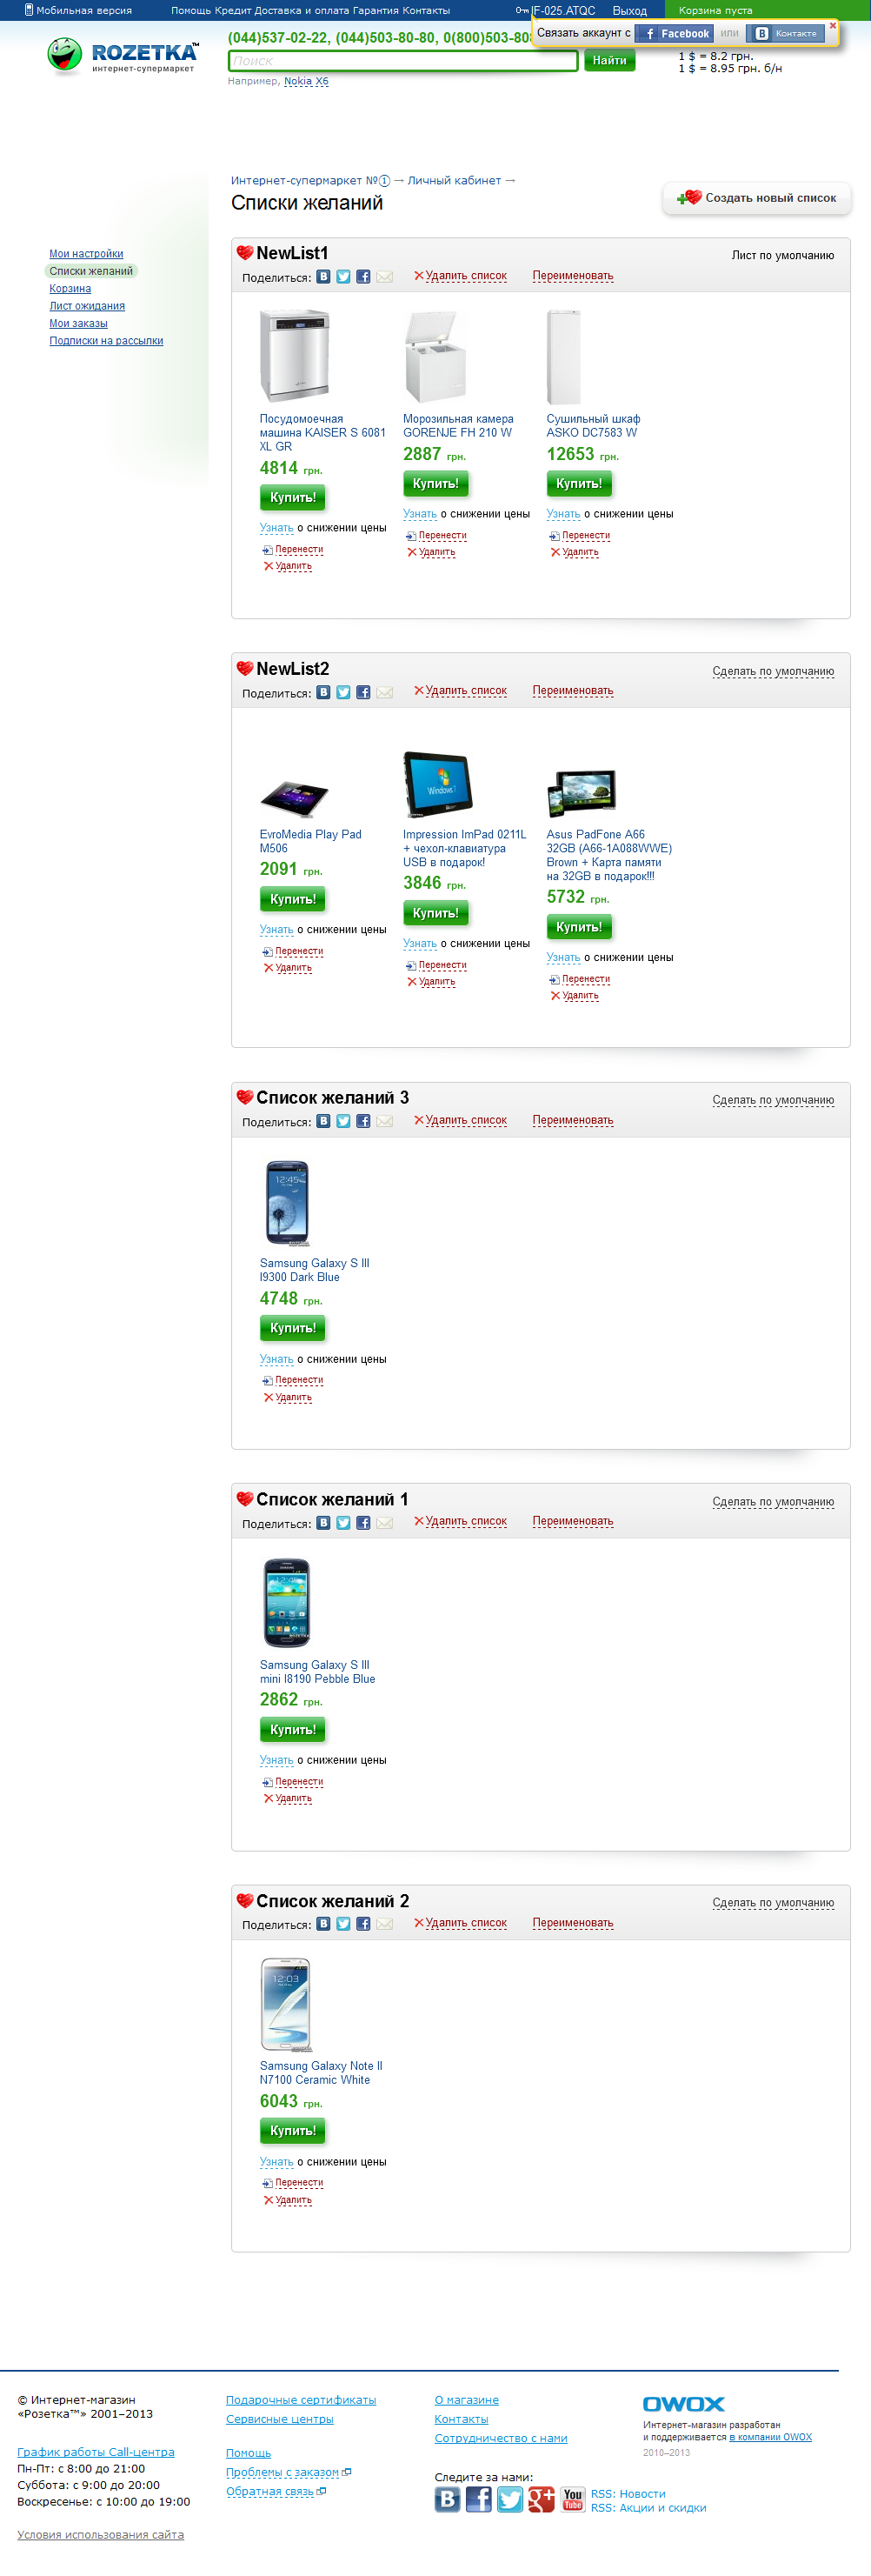 Мобильная версия
Помощь Кредит Доставка и оплата Гарантия Контакты
IF-025.ATQC
Выход
Корзина пуста
Связать аккаунт с
Facebook
или
В Контакте
ROZETKA™
интернет-супермаркет
(044)537-02-22, (044)503-80-80, 0(800)503-80
Поиск
Найти
Например, Nokia X6
1 $ = 8.2 грн.
1 $ = 8.95 грн. б/н
Интернет-супермаркет №① → Личный кабинет →
Списки желаний
Создать новый список
Мои настройки
Списки желаний
Корзина
Лист ожидания
Мои заказы
Подписки на рассылки
NewList1
Лист по умолчанию
Поделиться:
Удалить список
Переименовать
Посудомоечная
машина KAISER S 6081
XL GR
4814 грн.
Купить!
Узнать о снижении цены
Перенести
Удалить
Морозильная камера
GORENJE FH 210 W
2887 грн.
Купить!
Узнать о снижении цены
Перенести
Удалить
Сушильный шкаф
ASKO DC7583 W
12653 грн.
Купить!
Узнать о снижении цены
Перенести
Удалить
NewList2
Сделать по умолчанию
Поделиться:
Удалить список
Переименовать
EvroMedia Play Pad
M506
2091 грн.
Купить!
Узнать о снижении цены
Перенести
Удалить
Impression ImPad 0211L
+ чехол-клавиатура
USB в подарок!
3846 грн.
Купить!
Узнать о снижении цены
Перенести
Удалить
Asus PadFone A66
32GB (A66-1A088WWE)
Brown + Карта памяти
на 32GB в подарок!!!
5732 грн.
Купить!
Узнать о снижении цены
Перенести
Удалить
Список желаний 3
Сделать по умолчанию
Поделиться:
Удалить список
Переименовать
12:45
Samsung Galaxy S III
I9300 Dark Blue
4748 грн.
Купить!
Узнать о снижении цены
Перенести
Удалить
Список желаний 1
Сделать по умолчанию
Поделиться:
Удалить список
Переименовать
Samsung Galaxy S III
mini I8190 Pebble Blue
2862 грн.
Купить!
Узнать о снижении цены
Перенести
Удалить
Список желаний 2
Сделать по умолчанию
Поделиться:
Удалить список
Переименовать
12:03
Samsung Galaxy Note II
N7100 Ceramic White
6043 грн.
Купить!
Узнать о снижении цены
Перенести
Удалить
© Интернет-магазин
«Розетка™» 2001–2013
График работы Call-центра
Пн-Пт: с 8:00 до 21:00
Суббота: с 9:00 до 20:00
Воскресенье: с 10:00 до 19:00
Условия использования сайта
Подарочные сертификаты
Сервисные центры
Помощь
Проблемы с заказом
Обратная связь
О магазине
Контакты
Сотрудничество с нами
Следите за нами:
RSS: Новости
RSS: Акции и скидки
OWOX
Интернет-магазин разработан
и поддерживается в компании OWOX
2010–2013